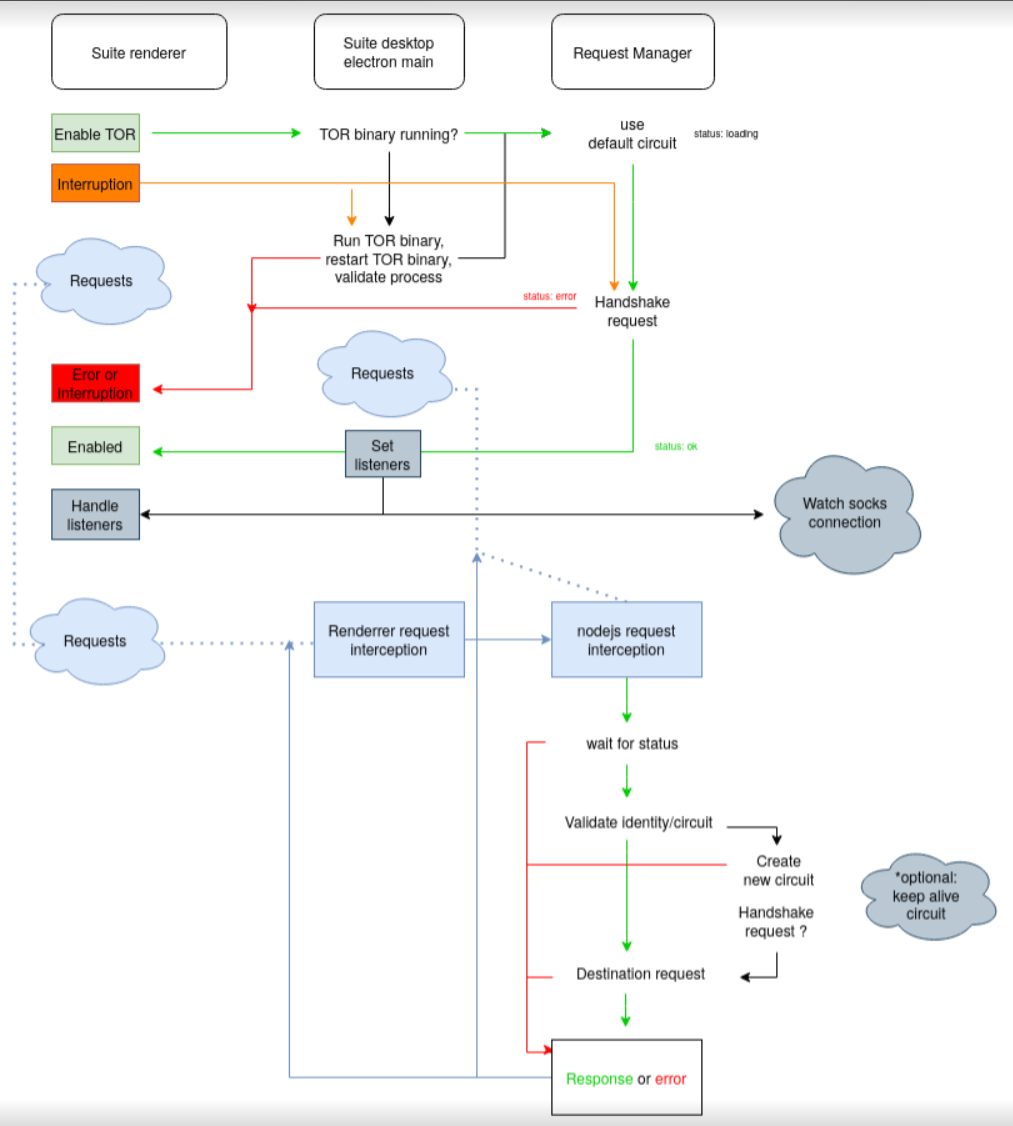 Suite renderer
Suite desktop
electron main
Request Manager
Enable TOR
TOR binary running?
use
default circuit
status: loading
Interruption
Run TOR binary,
restart TOR binary,
validate process
Requests
status: error
Handshake
request
Requests
Eror or
Interruption
Enabled
Set
listeners
status: ok
Handle
listeners
Watch socks
connection
Requests
Renderrer request
interception
nodejs request
interception
wait for status
Validate identity/circuit
Create
new circuit
*optional:
keep alive
circuit
Handshake
request ?
Destination request
Response or error